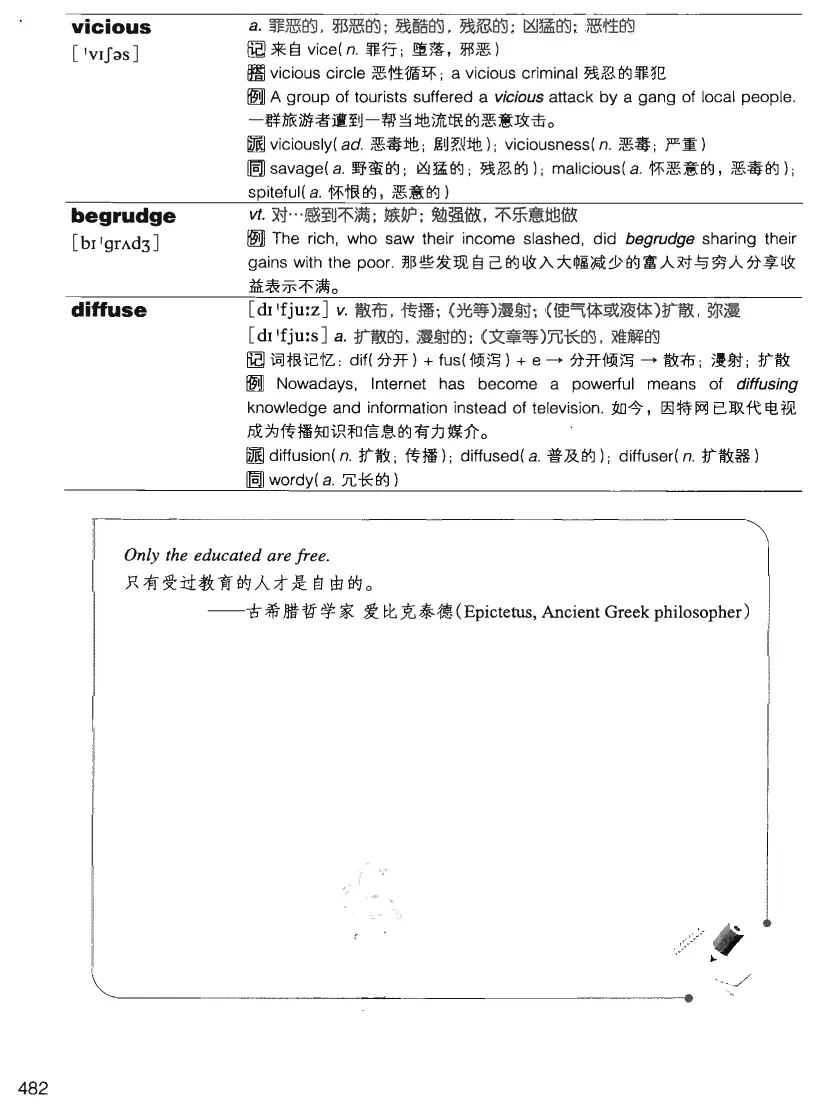 vicious a. 罪恶的, 邪恶的; 残酷的, 残忍的; 凶猛的; 恶性的
[ˈvɪʃəs] 记 来自 vice(n. 罪行; 堕落, 邪恶)
搭 vicious circle 恶性循环; a vicious criminal 残忍的罪犯
例 A group of tourists suffered a vicious attack by a gang of local people.
一群旅游者遭到一帮当地流氓的恶意攻击。
派 viciously(ad. 恶毒地; 剧烈地); viciousness(n. 恶毒; 严重)
同 savage(a. 野蛮的; 凶猛的; 残忍的); malicious(a. 怀恶意的, 恶毒的);
spiteful(a. 怀恨的, 恶意的)
begrudge vt. 对…感到不满; 嫉妒; 勉强做, 不乐意地做
[bɪˈgrʌdʒ] 例 The rich, who saw their income slashed, did begrudge sharing their
gains with the poor. 那些发现自己的收入大幅减少的富人对与穷人分享收
益表示不满。
diffuse [dɪˈfjuːz] v. 散布, 传播; (光等)漫射; (使气体或液体)扩散, 弥漫
[dɪˈfjuːs] a. 扩散的, 漫射的; (文章等)冗长的, 难解的
记 词根记忆: dif(分开) + fus(倾泻) + e → 分开倾泻 → 散布; 漫射; 扩散
例 Nowadays, Internet has become a powerful means of diffusing
knowledge and information instead of television. 如今, 因特网已取代电视
成为传播知识和信息的有力媒介。
派 diffusion(n. 扩散; 传播); diffused(a. 普及的); diffuser(n. 扩散器)
同 wordy(a. 冗长的)
Only the educated are free.
只有受过教育的人才是自由的。
——古希腊哲学家 爱比克泰德(Epictetus, Ancient Greek philosopher)
482